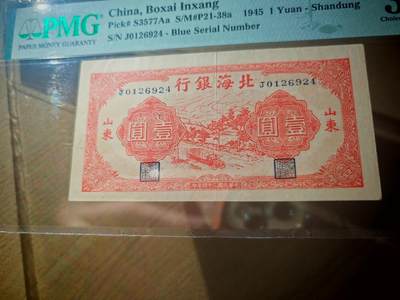 PMG
PAPER MONEY GUARANTY
China, Boxai Inxang
Pick# S3577Aa S/M#P21-38a 1945 1 Yuan - Shandung
S/N J0126924 - Blue Serial Number
J0126924 J0126924
行銀海北
山東 山東
圓壹 圓壹